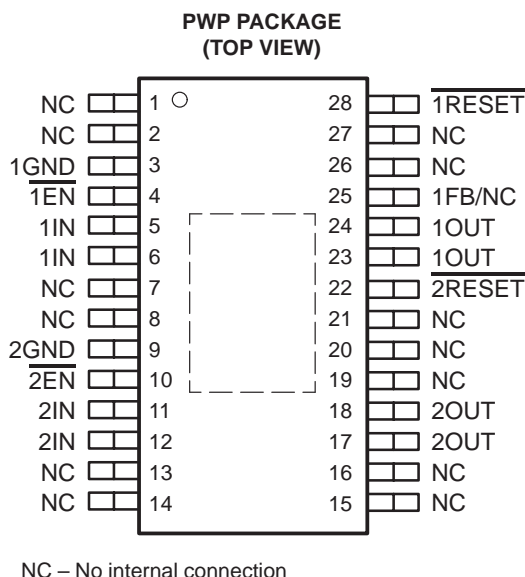 PWP PACKAGE
(TOP VIEW)
NC 1 28 1RESET
NC 2 27 NC
1GND 3 26 NC
1EN 4 25 1FB/NC
1IN 5 24 1OUT
1IN 6 23 1OUT
NC 7 22 2RESET
NC 8 21 NC
2GND 9 20 NC
2EN 10 19 NC
2IN 11 18 2OUT
2IN 12 17 2OUT
NC 13 16 NC
NC 14 15 NC
NC – No internal connection